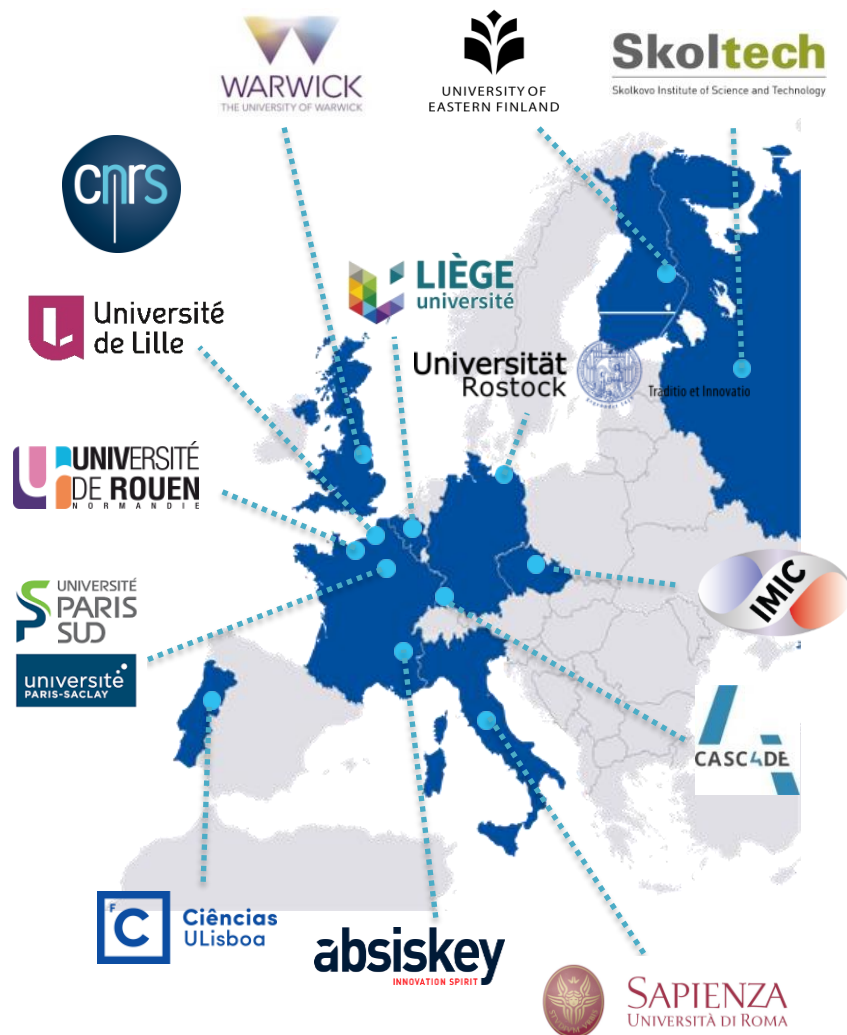 WARWICK
THE UNIVERSITY OF WARWICK
UNIVERSITY OF
EASTERN FINLAND
Skoltech
Skolkovo Institute of Science and Technology
cnrs
LIÈGE
université
Université
de Lille
Universität
Rostock
Traditio et Innovatio
UNIVERSITÉ
DE ROUEN
NORMANDIE
IMIC
UNIVERSITÉ
PARIS
SUD
université
PARIS-SACLAY
CASC4DE
F
C
Ciências
ULisboa
absiskey
INNOVATION SPIRIT
SAPIENZA
UNIVERSITÀ DI ROMA